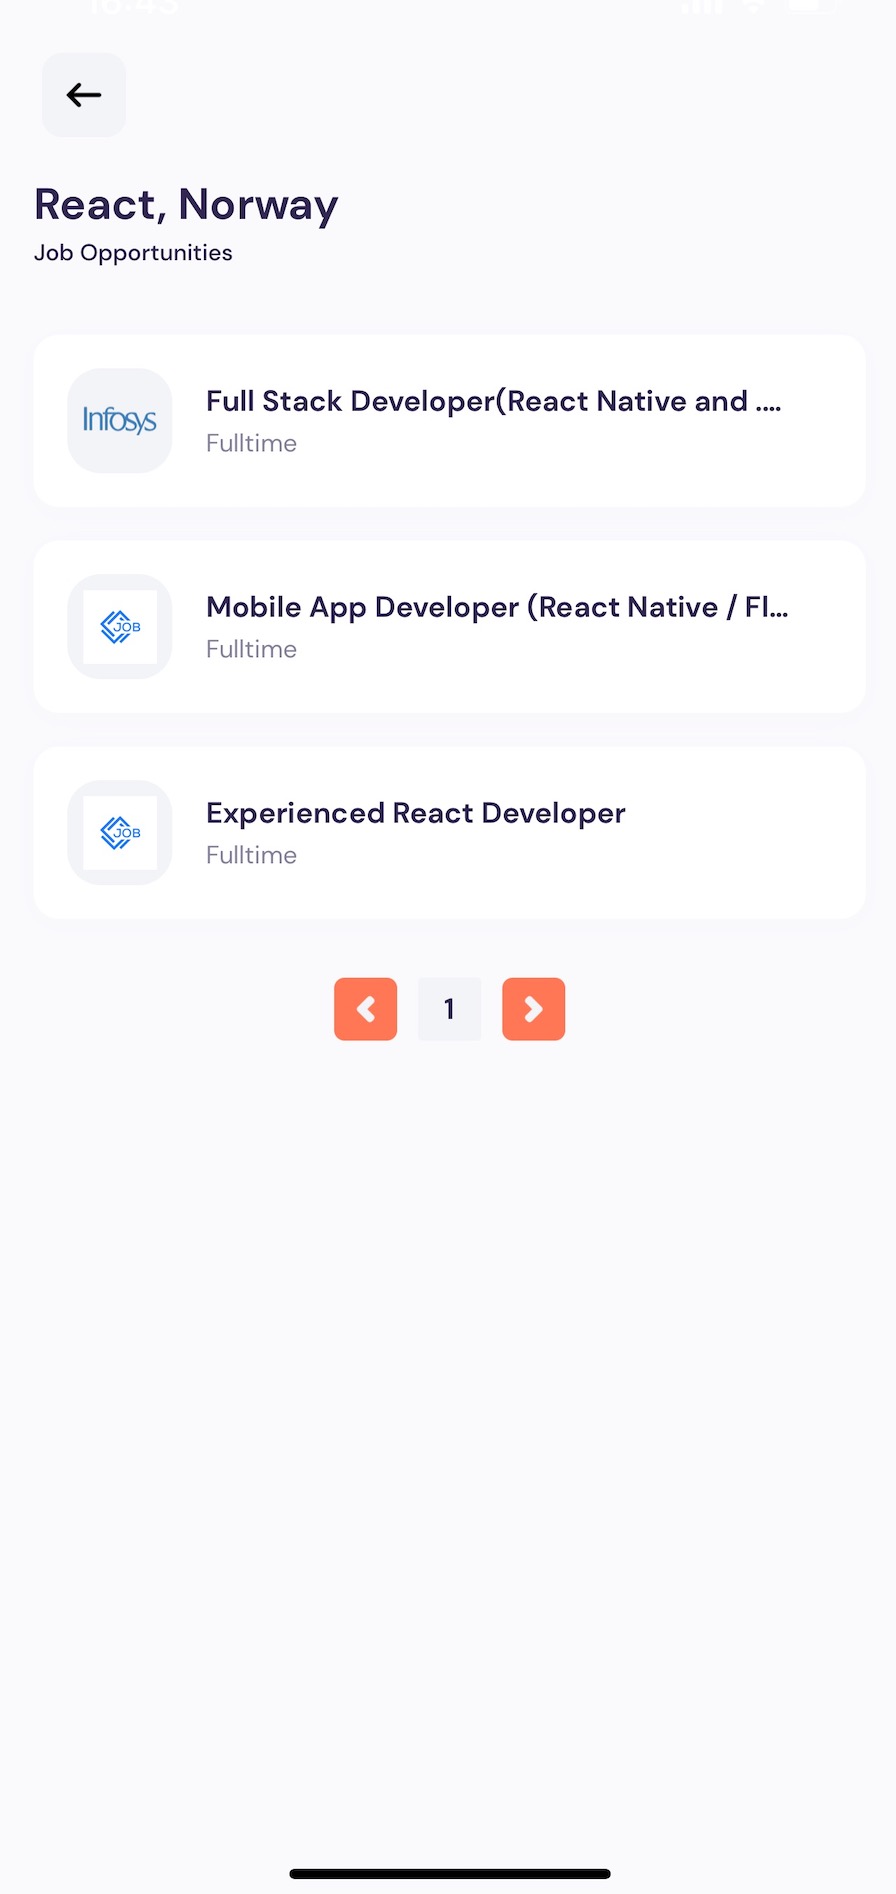 React, Norway
Job Opportunities
Infosys
Full Stack Developer(React Native and ....
Fulltime
JOB
Mobile App Developer (React Native / Fl...
Fulltime
JOB
Experienced React Developer
Fulltime
1